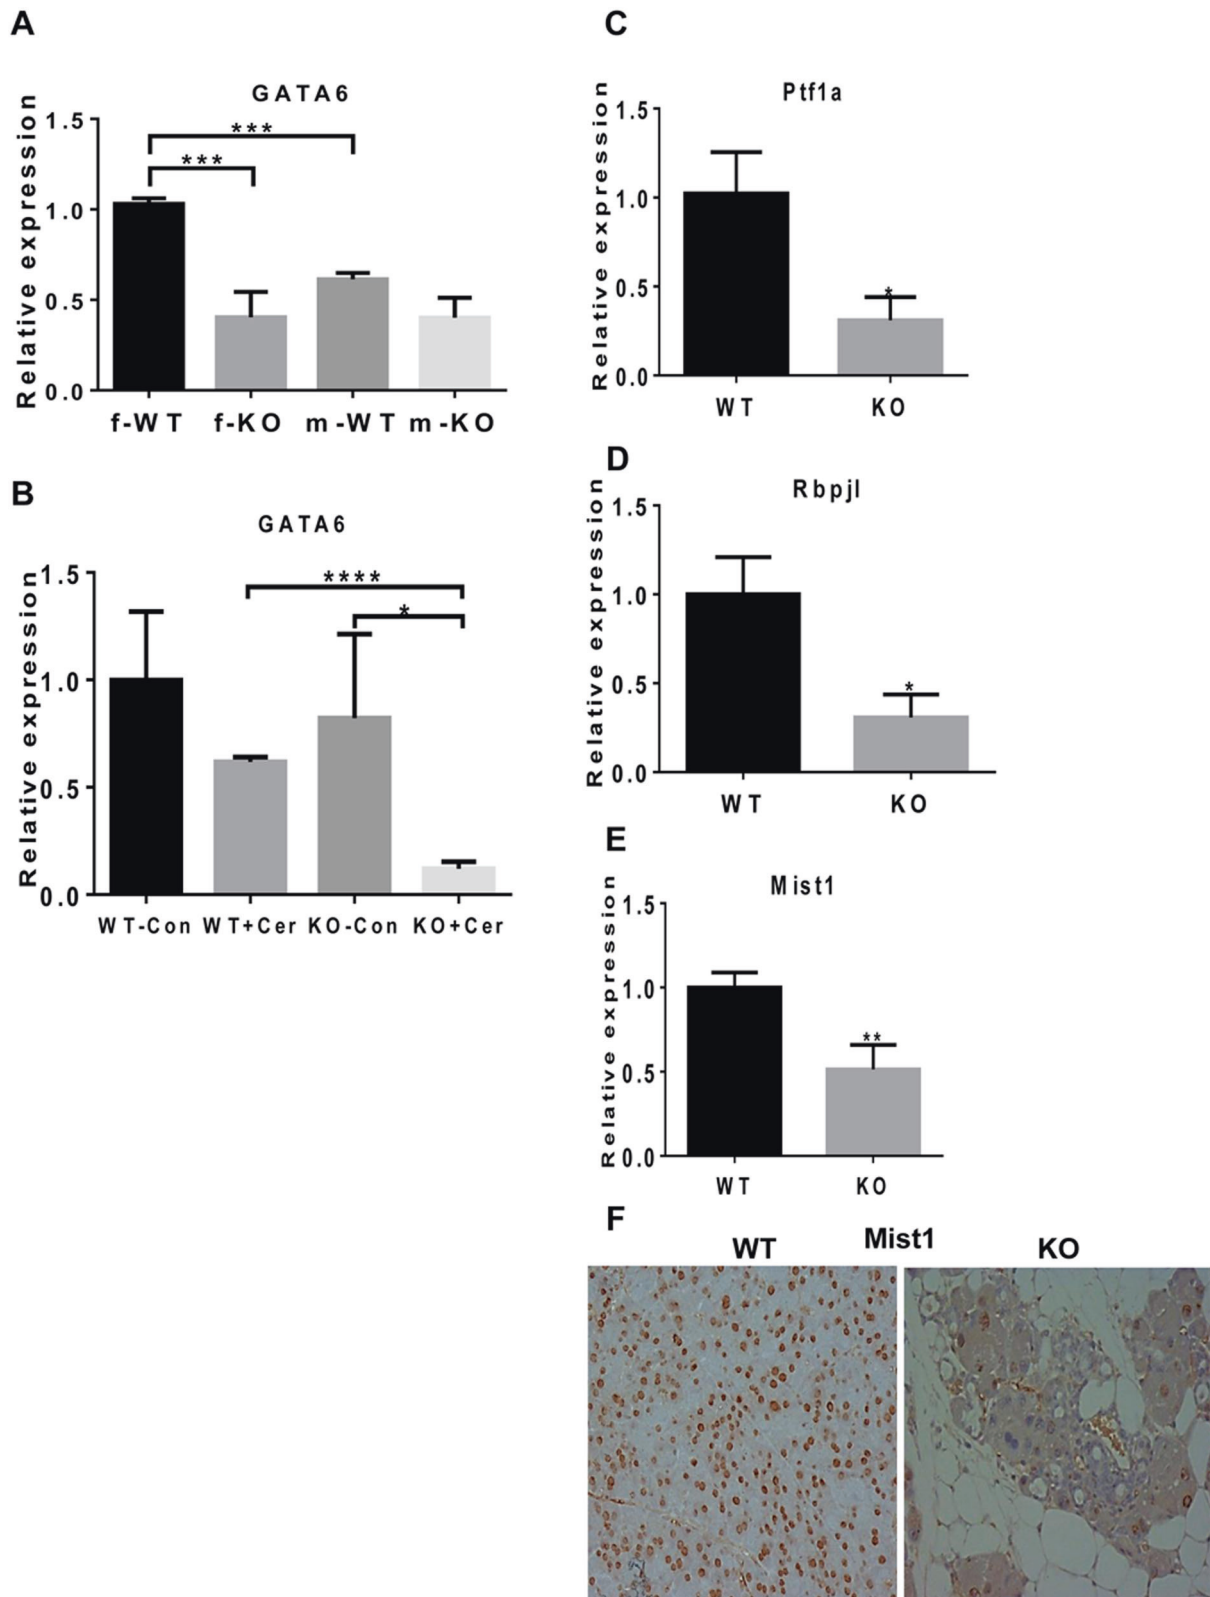 A
GATA6
Relative expression
1.5
1.0
0.5
0.0
***
***
f-WT f-KO m-WT m-KO
B
GATA6
Relative expression
1.5
1.0
0.5
0.0
****
*
WT-Con WT+Cer KO-Con KO+Cer
C
Ptf1a
Relative expression
1.5
1.0
0.5
0.0
*
WT KO
D
Rbpjl
Relative expression
1.5
1.0
0.5
0.0
*
WT KO
E
Mist1
Relative expression
1.5
1.0
0.5
0.0
**
WT KO
F
Mist1
WT KO